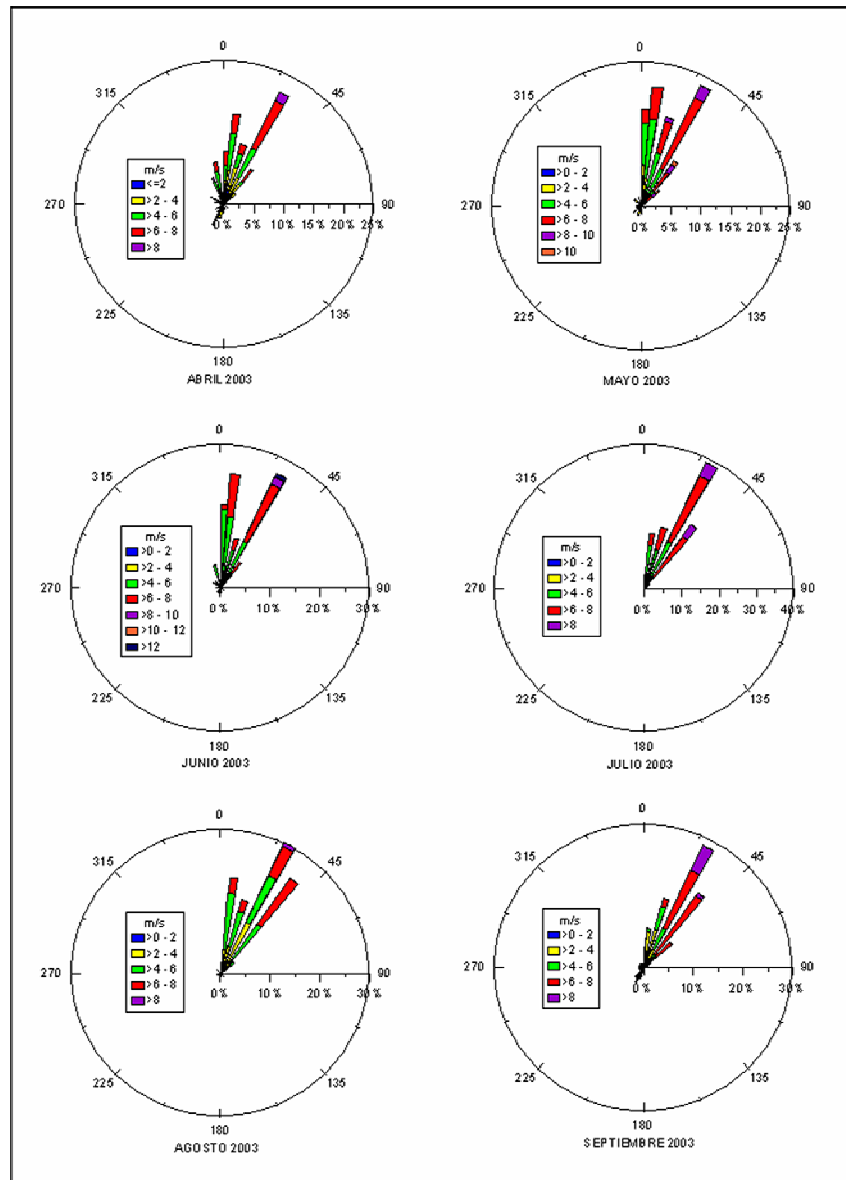 0
315
45
m/s
<=2
>2 - 4
>4 - 6
>6 - 8
>8
270
90
0% 5% 10% 15% 20% 25%
225
135
180
ABRIL 2003
0
315
45
m/s
>0 - 2
>2 - 4
>4 - 6
>6 - 8
>8 - 10
>10
270
90
0% 5% 10% 15% 20% 25%
225
135
180
MAYO 2003
0
315
45
m/s
>0 - 2
>2 - 4
>4 - 6
>6 - 8
>8 - 10
>10 - 12
>12
270
90
0% 10% 20% 30%
225
135
180
JUNIO 2003
0
315
45
m/s
>0 - 2
>2 - 4
>4 - 6
>6 - 8
>8
270
90
0% 10% 20% 30% 40%
225
135
180
JULIO 2003
0
315
45
m/s
>0 - 2
>2 - 4
>4 - 6
>6 - 8
>8
270
90
0% 10% 20% 30%
225
135
180
AGOSTO 2003
0
315
45
m/s
>0 - 2
>2 - 4
>4 - 6
>6 - 8
>8
270
90
0% 10% 20% 30%
225
135
180
SEPTIEMBRE 2003